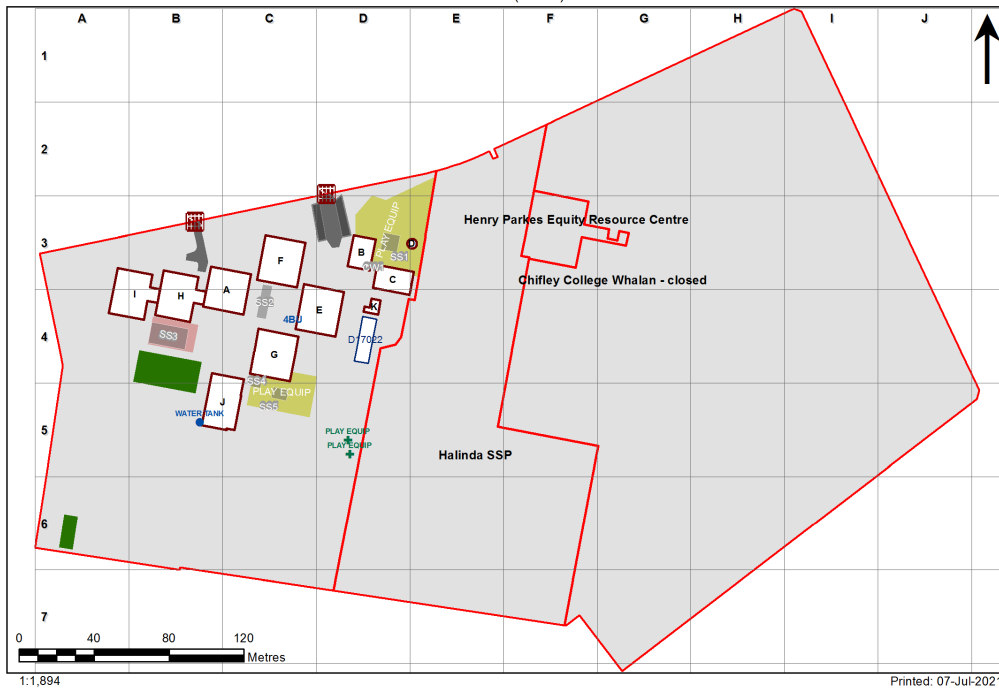 A B C D E F G H I J
1
2
3
4
5
6
7
PLAY EQUIP
Henry Parkes Equity Resource Centre
D
B
SS1
CW1
F
C
Chifley College Whalan - closed
I
H
A
SS2
E
K
4BU
SS3
D17022
G
SS4
PLAY EQUIP
J
SS5
WATER TANK
PLAY EQUIP
PLAY EQUIP
Halinda SSP
0 40 80 120
Metres
1:1,894
Printed: 07-Jul-2021